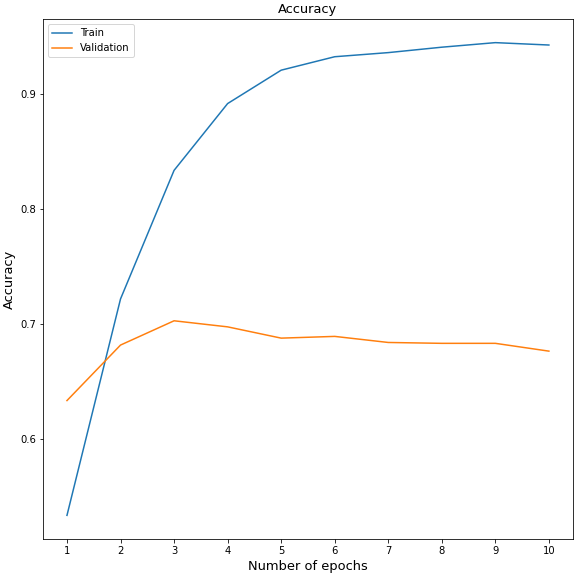 Accuracy
Train
Validation
0.9
0.8
0.7
0.6
Accuracy
1 2 3 4 5 6 7 8 9 10
Number of epochs